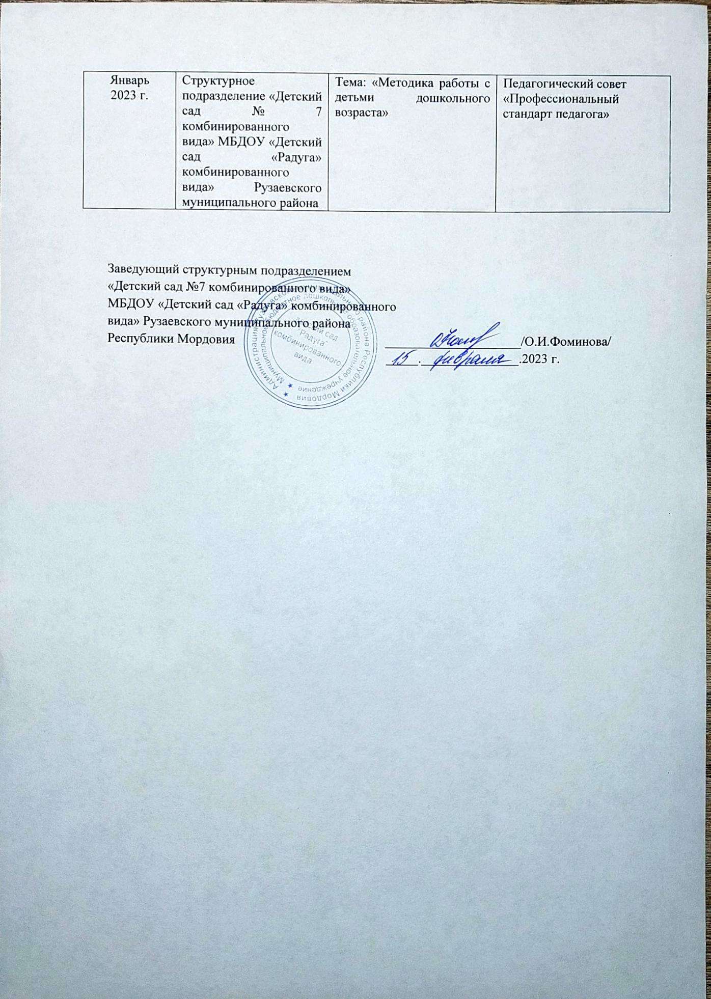 Январь
2023 г.
Структурное
подразделение «Детский
сад № 7
комбинированного
вида» МБДОУ «Детский
сад «Радуга»
комбинированного
вида» Рузаевского
муниципального района
Тема: «Методика работы с
детьми дошкольного
возраста»
Педагогический совет
«Профессиональный
стандарт педагога»
Заведующий структурным подразделением
«Детский сад №7 комбинированного вида»
МБДОУ «Детский сад «Радуга» комбинированного
вида» Рузаевского муниципального района
Республики Мордовия
/О.И.Фоминова/
15 . февраля .2023 г.
Администрация Рузаевского муниципального района Республики Мордовия
Муниципальное бюджетное дошкольное образовательное учреждение
детский сад
"Радуга"
комбинированного
вида